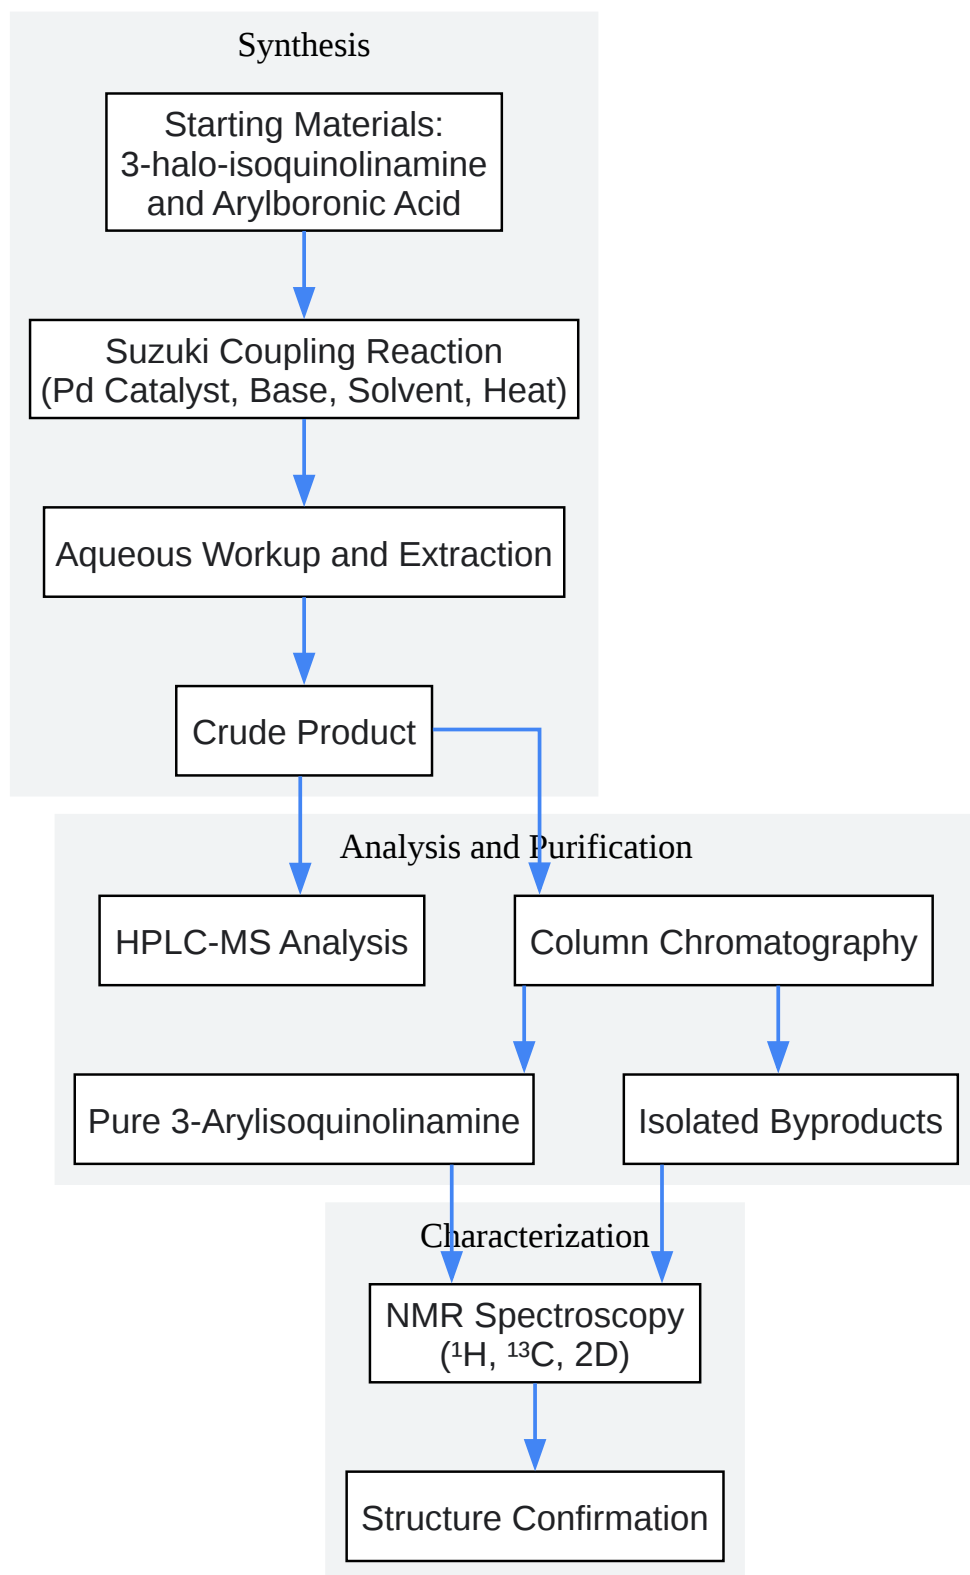 Synthesis
Starting Materials:
3-halo-isoquinolinamine
and Arylboronic Acid
Suzuki Coupling Reaction
(Pd Catalyst, Base, Solvent, Heat)
Aqueous Workup and Extraction
Crude Product
Analysis and Purification
HPLC-MS Analysis
Column Chromatography
Pure 3-Arylisoquinolinamine
Isolated Byproducts
Characterization
NMR Spectroscopy
(¹H, ¹³C, 2D)
Structure Confirmation